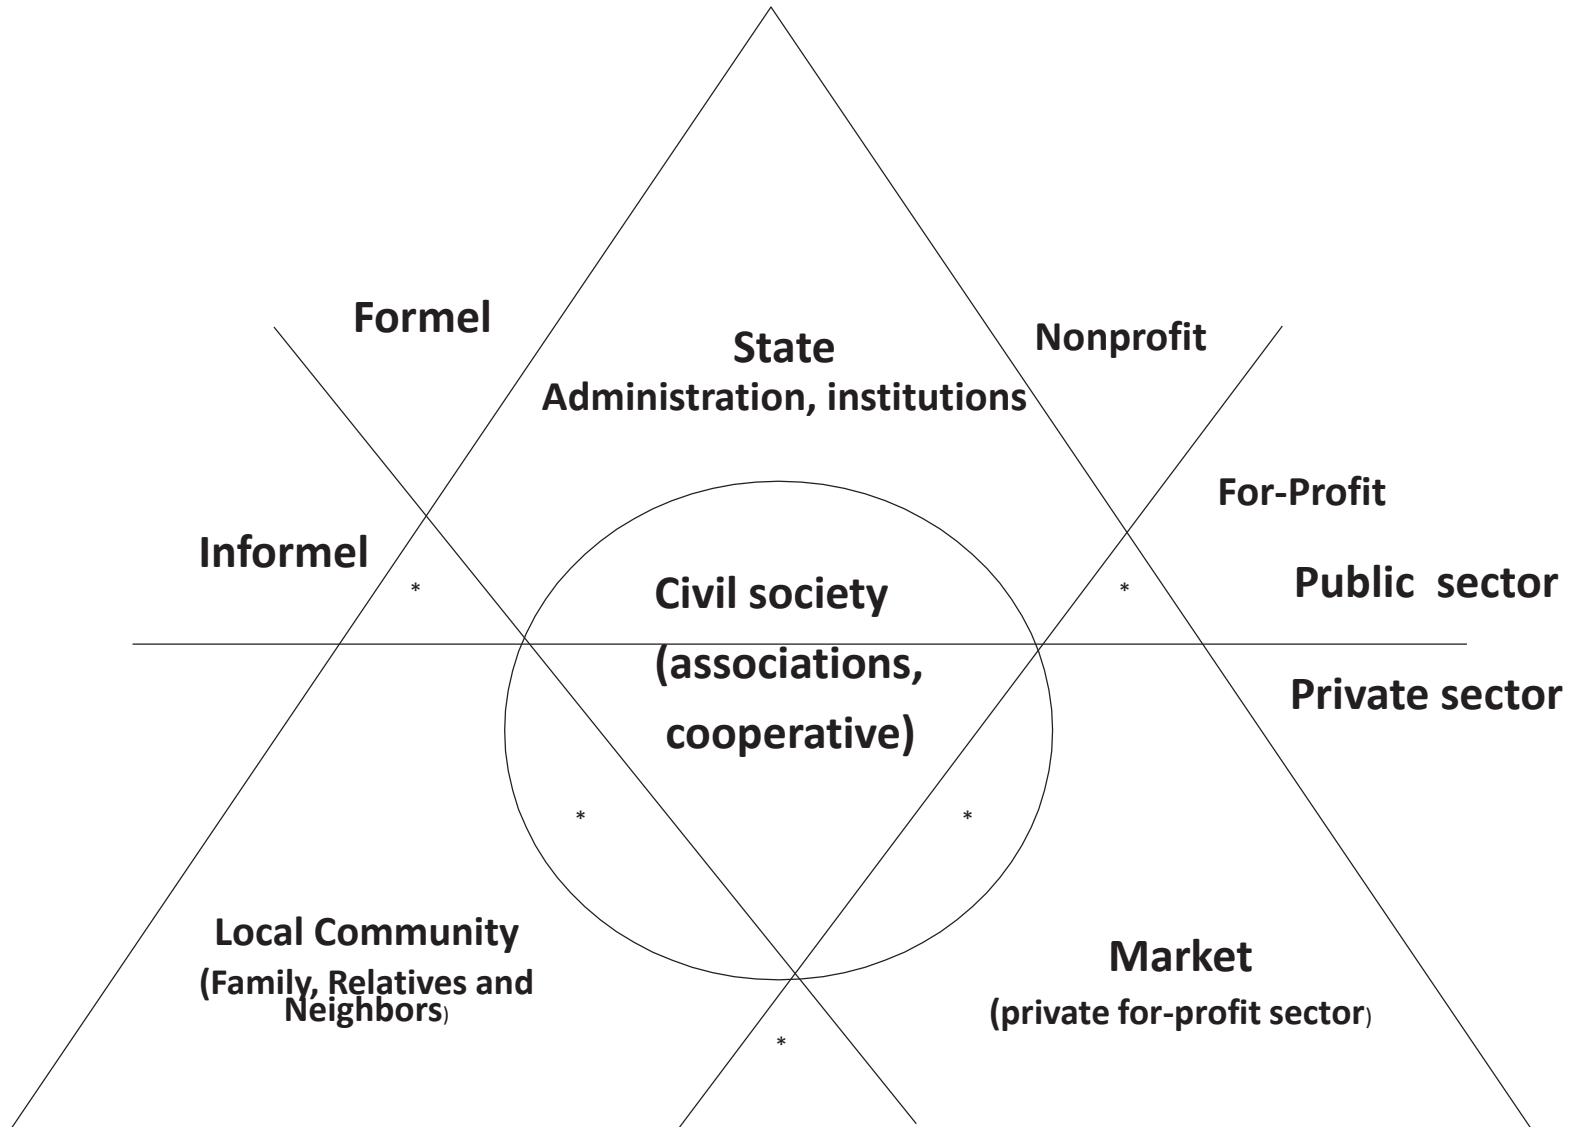 Formel
State
Nonprofit
Administration, institutions
For-Profit
Informel
*
*
Public sector
Civil society
(associations,
Private sector
cooperative)
*
*
Local Community
(Family, Relatives and
Neighbors)
Market
(private for-profit sector)
*